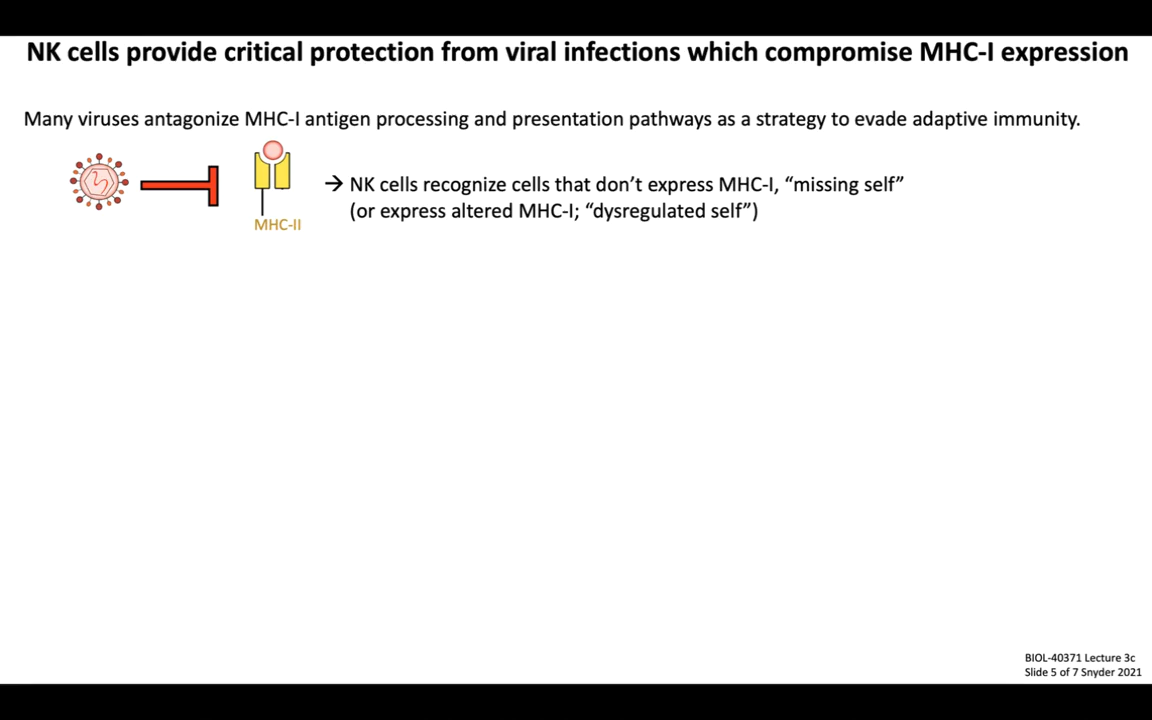 NK cells provide critical protection from viral infections which compromise MHC-I expression
Many viruses antagonize MHC-I antigen processing and presentation pathways as a strategy to evade adaptive immunity.
→ NK cells recognize cells that don’t express MHC-I, “missing self”
(or express altered MHC-I; “dysregulated self”)
MHC-II
BIOL-40371 Lecture 3c
Slide 5 of 7 Snyder 2021